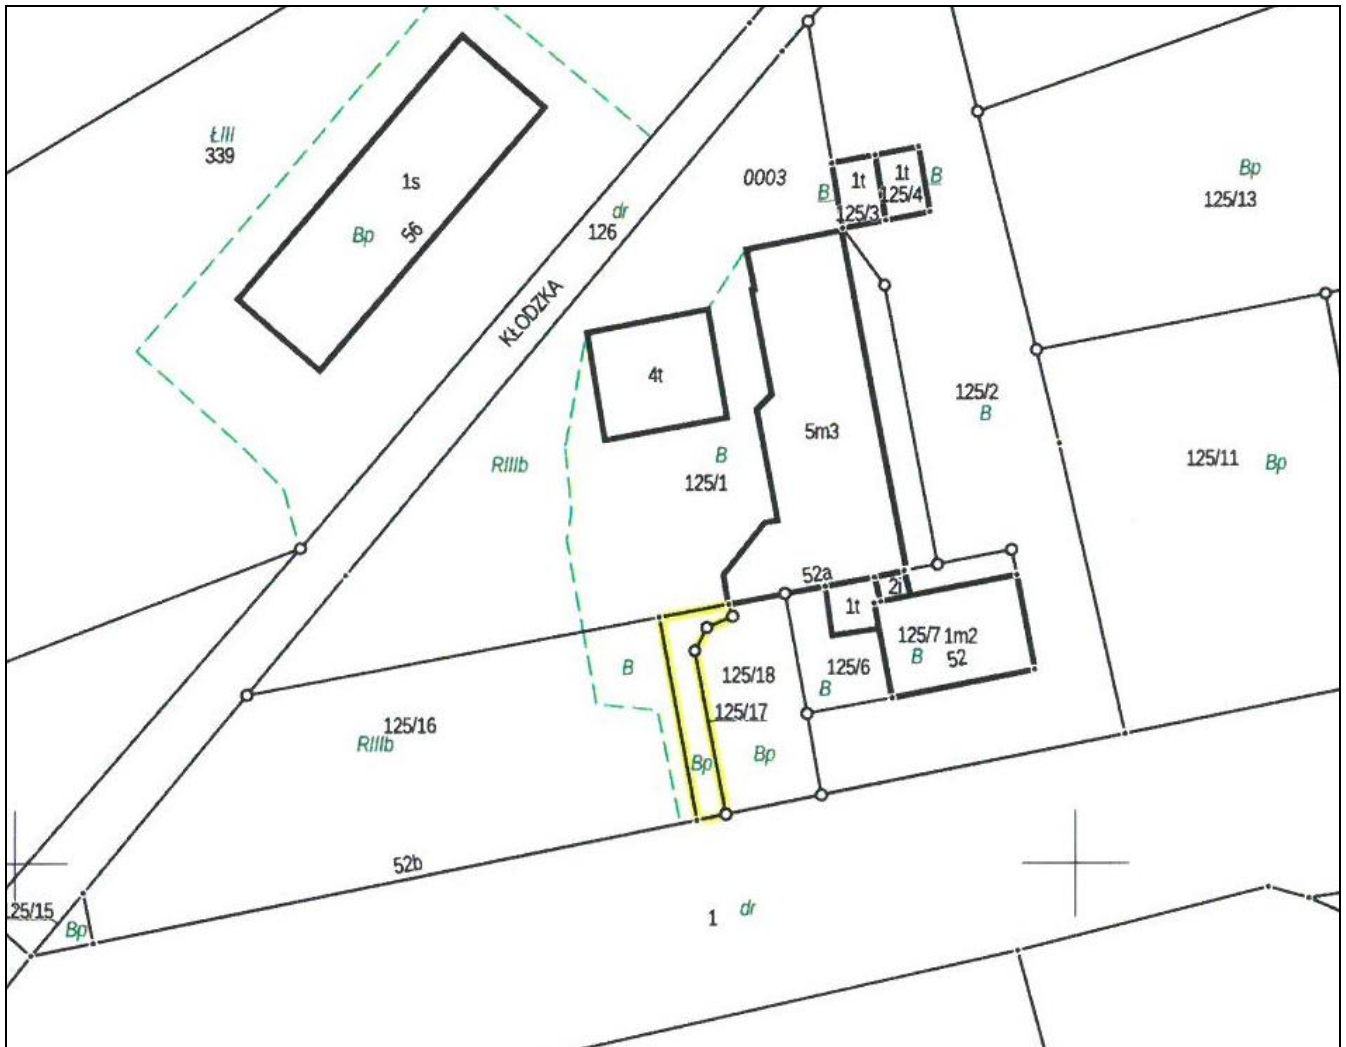 ŁIII
339
1s
Bp
56
dr
126
0003
KŁODZKA
B
1t
125/3
1t
125/4
B
Bp
125/13
4t
5m3
125/2
B
RIIIb
B
125/1
125/11
Bp
52a
2i
1t
125/7
1m2
B
52
B
125/18
125/6
B
125/17
125/16
RIIIb
Bp
Bp
52b
25/15
Bp
1
dr